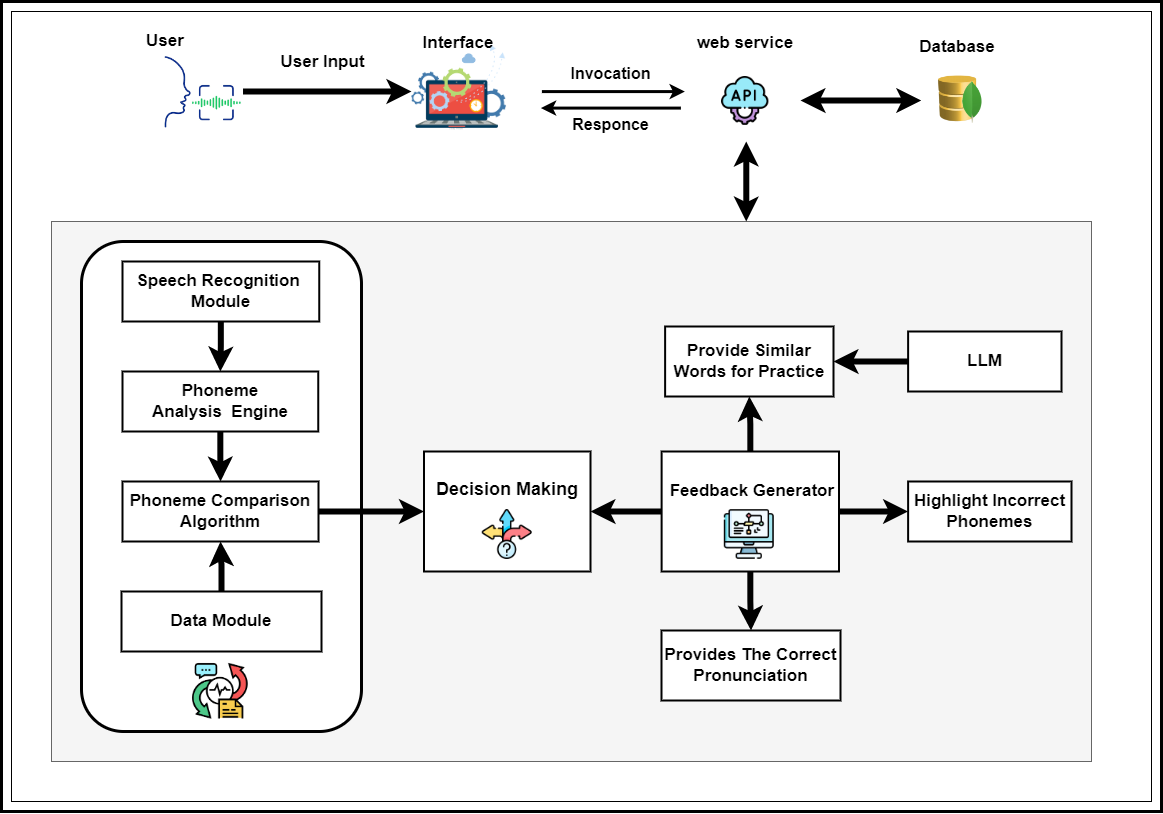 User
User Input
Interface
Invocation
Responce
web service
API
Database
Speech Recognition
Module
Phoneme
Analysis Engine
Phoneme Comparison
Algorithm
Data Module
Decision Making
?
Feedback Generator
Provide Similar
Words for Practice
LLM
Highlight Incorrect
Phonemes
Provides The Correct
Pronunciation